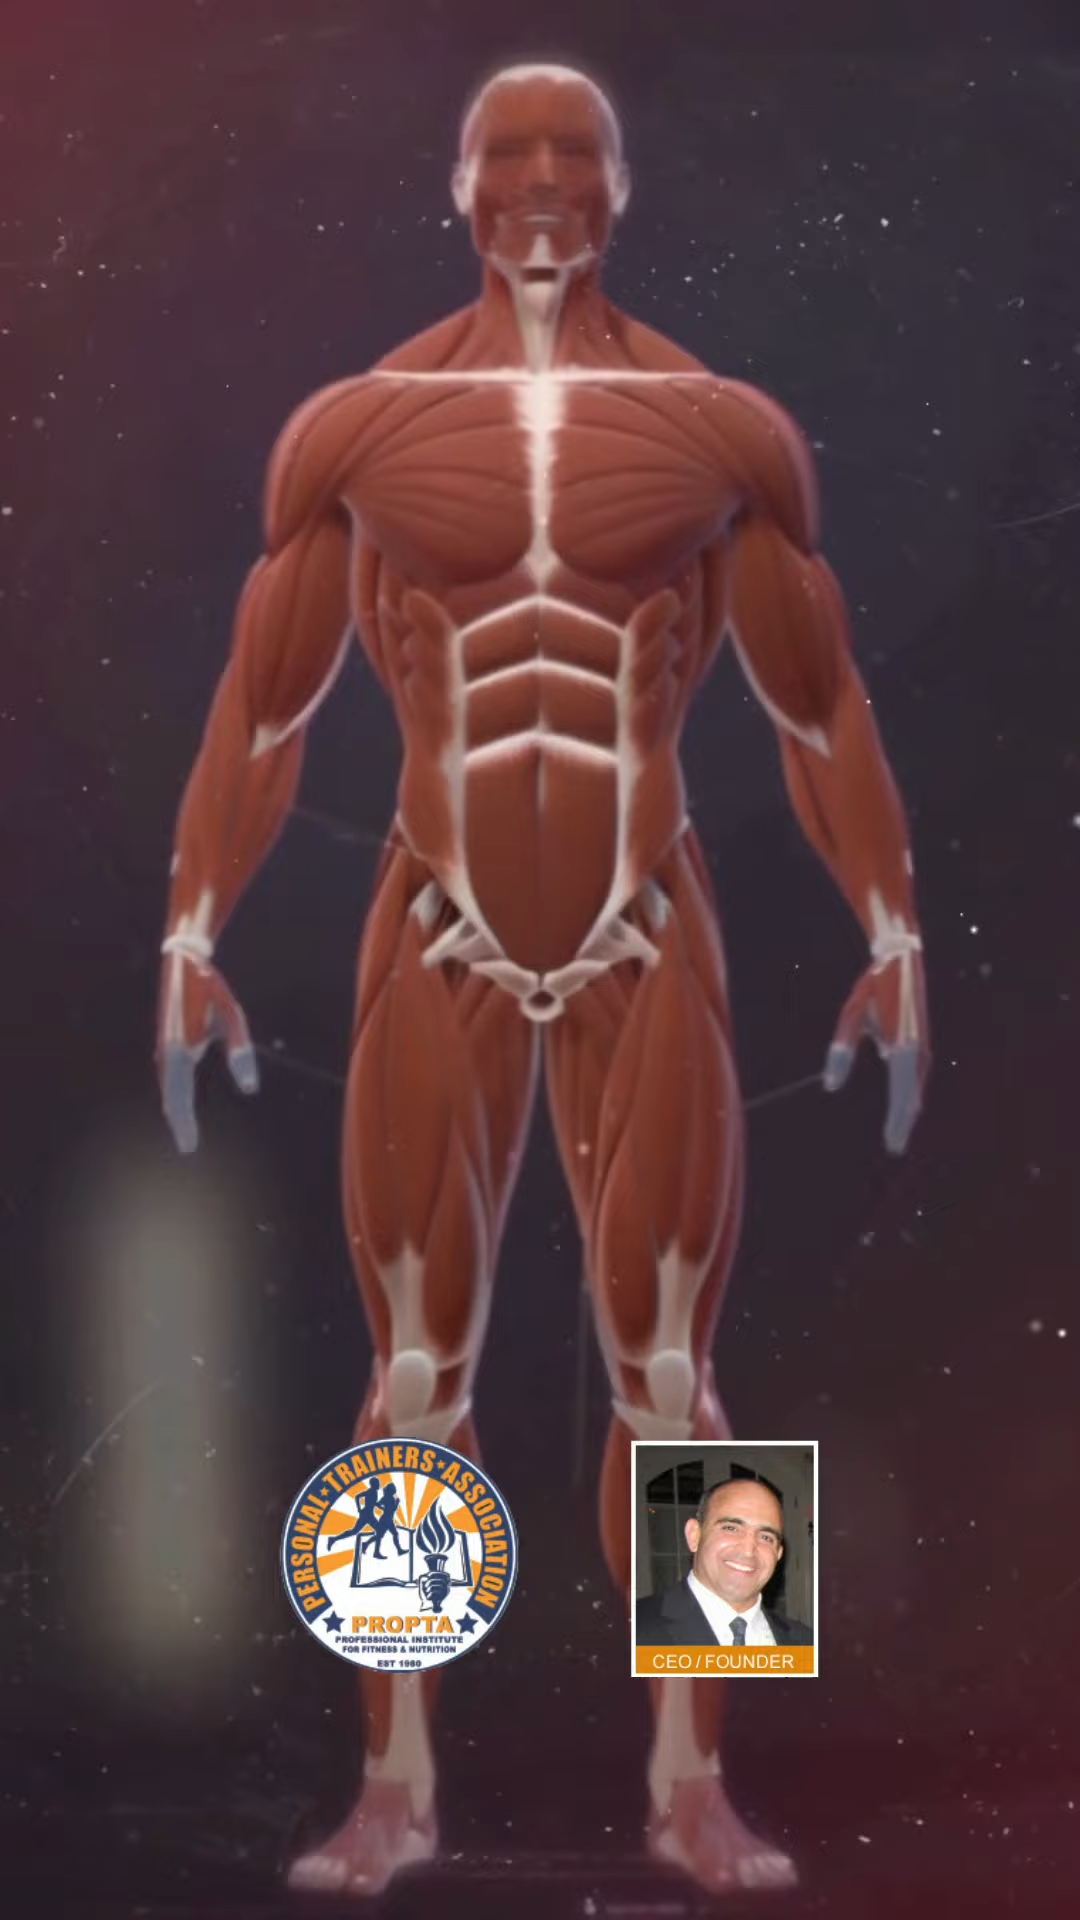 PERSONAL★TRAINERS★ASSOCIATION
PROPTA
PROFESSIONAL INSTITUTE
FOR FITNESS & NUTRITION
EST 1980
CEO / FOUNDER